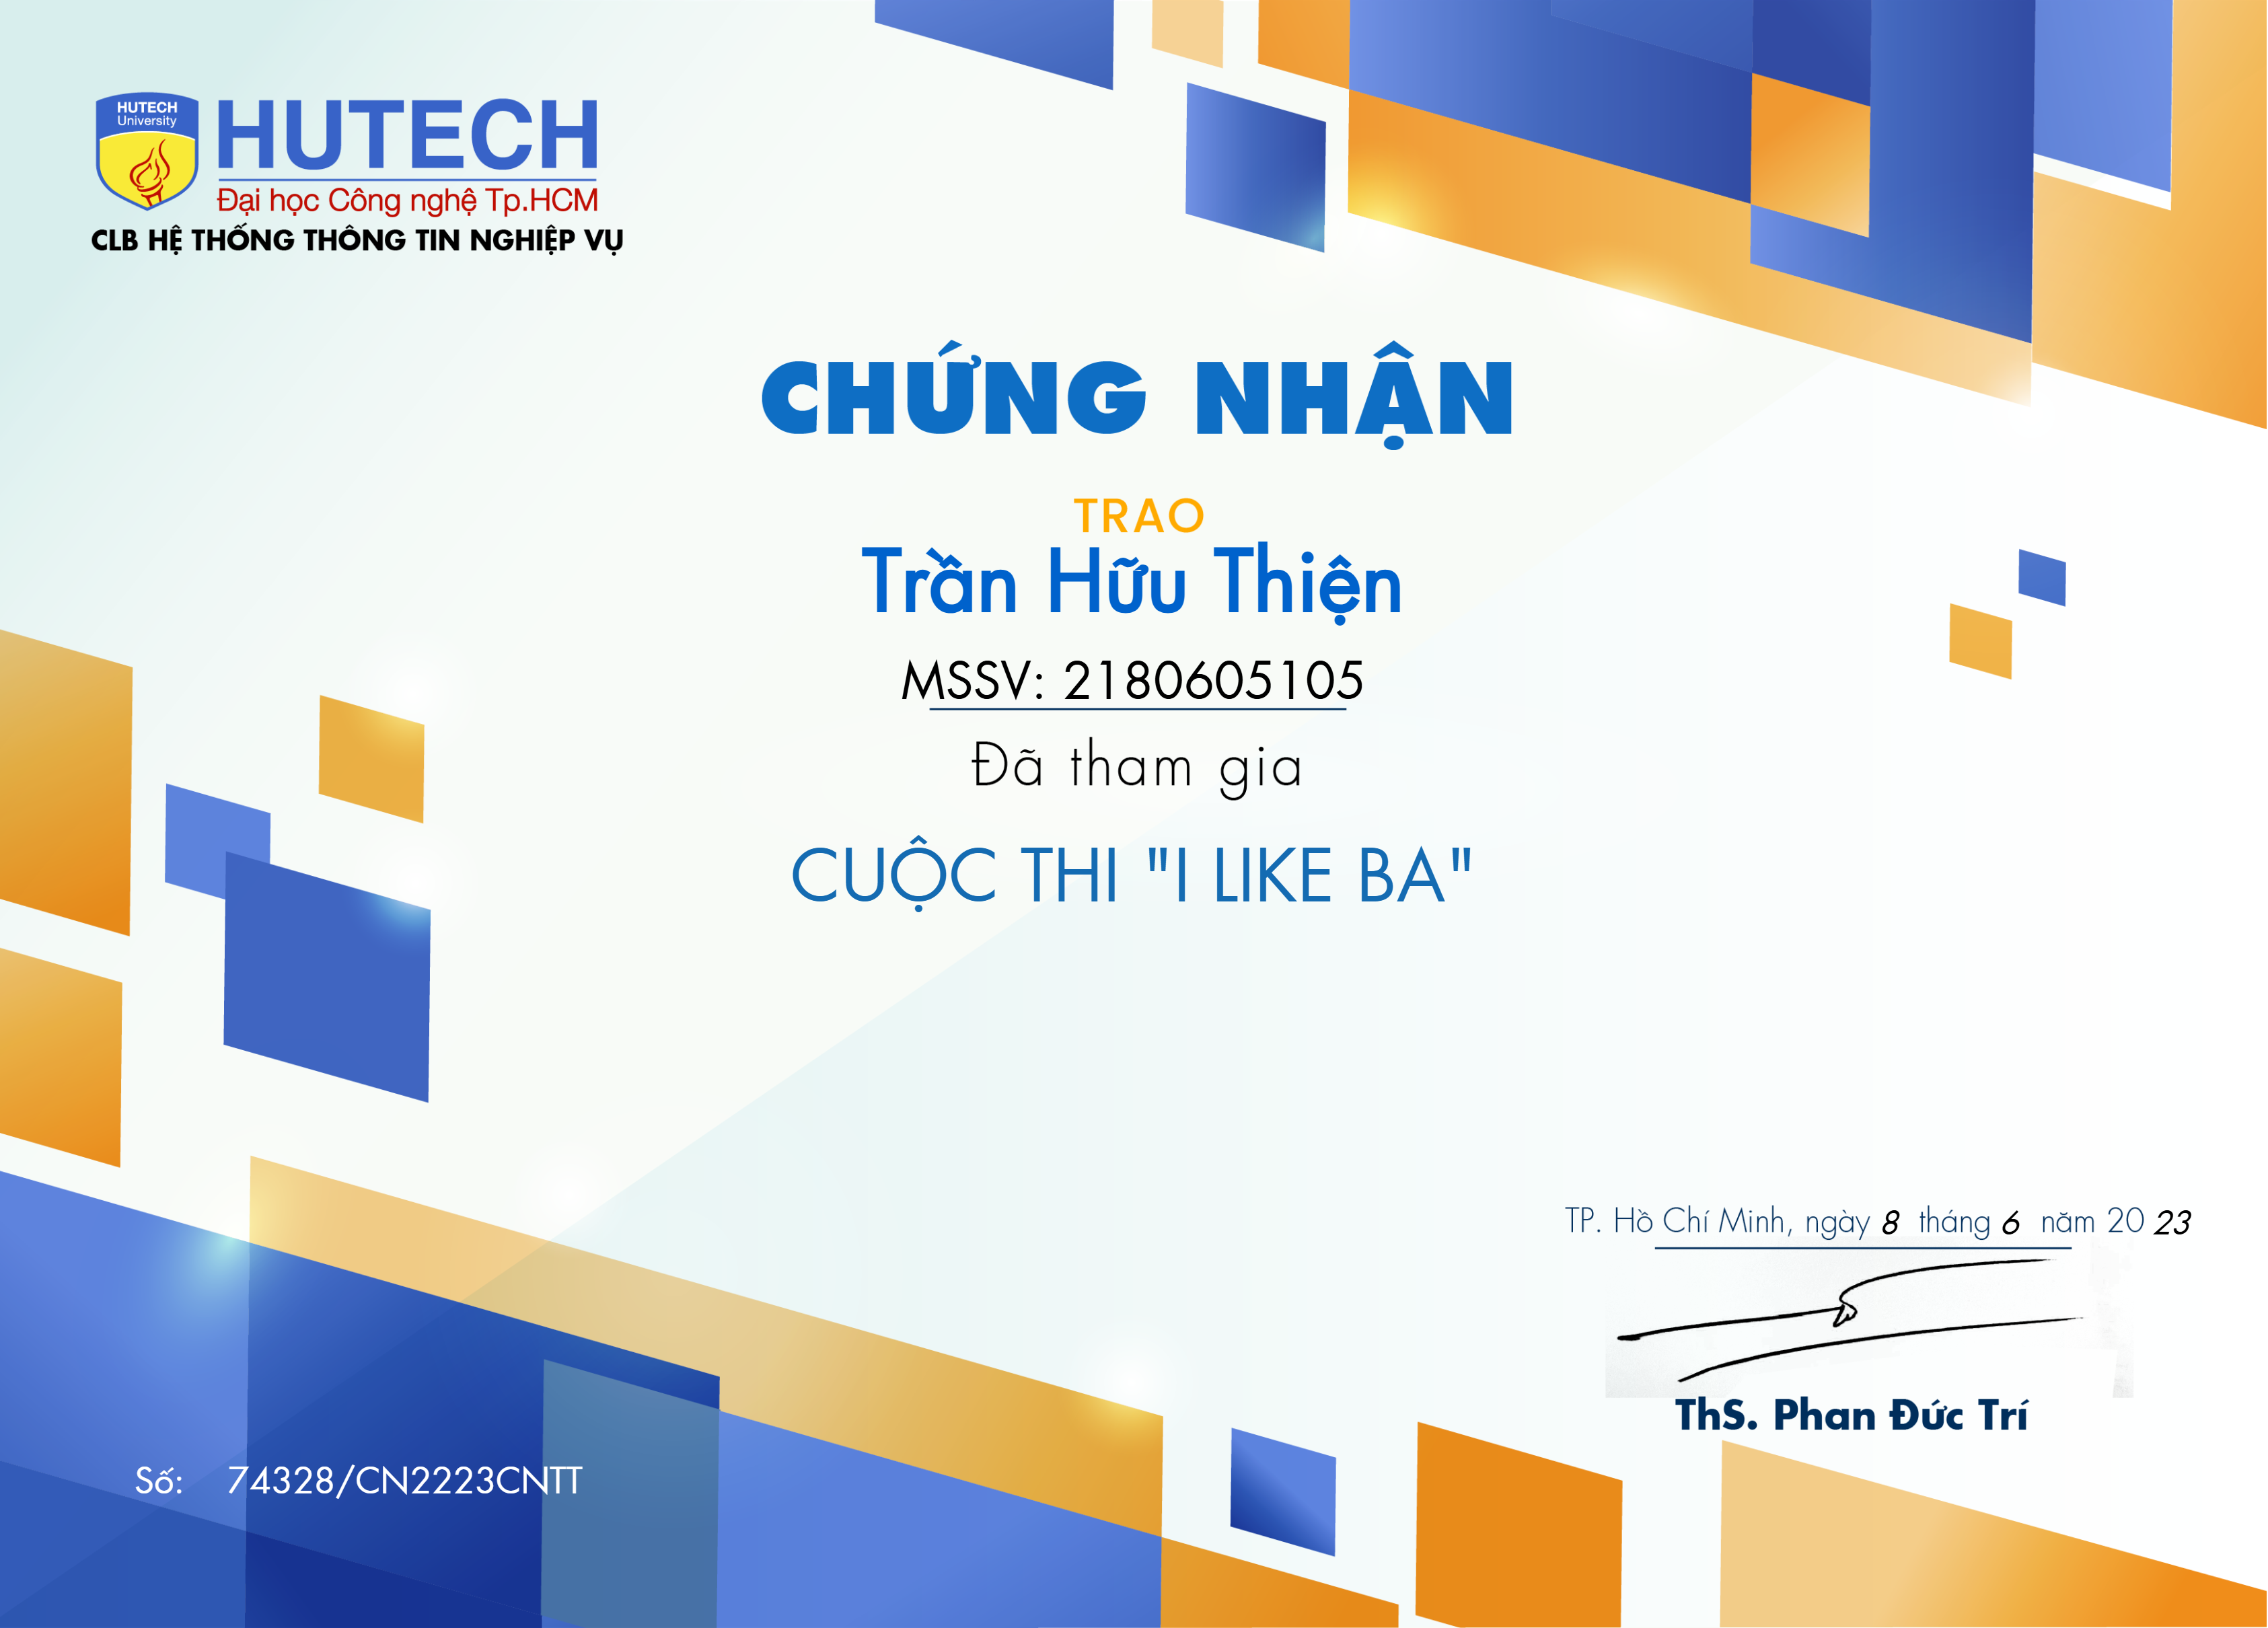 HUTECH
University
HUTECH
Đại học Công nghệ Tp.HCM
CLB HỆ THỐNG THÔNG TIN NGHIỆP VỤ
CHỨNG NHẬN
TRAO
Trần Hữu Thiện
MSSV: 2180605105
Đã tham gia
CUỘC THI "I LIKE BA"
TP. Hồ Chí Minh, ngày 8 tháng 6 năm 20 23
ThS. Phan Đức Trí
Số: 74328/CN2223CNTT